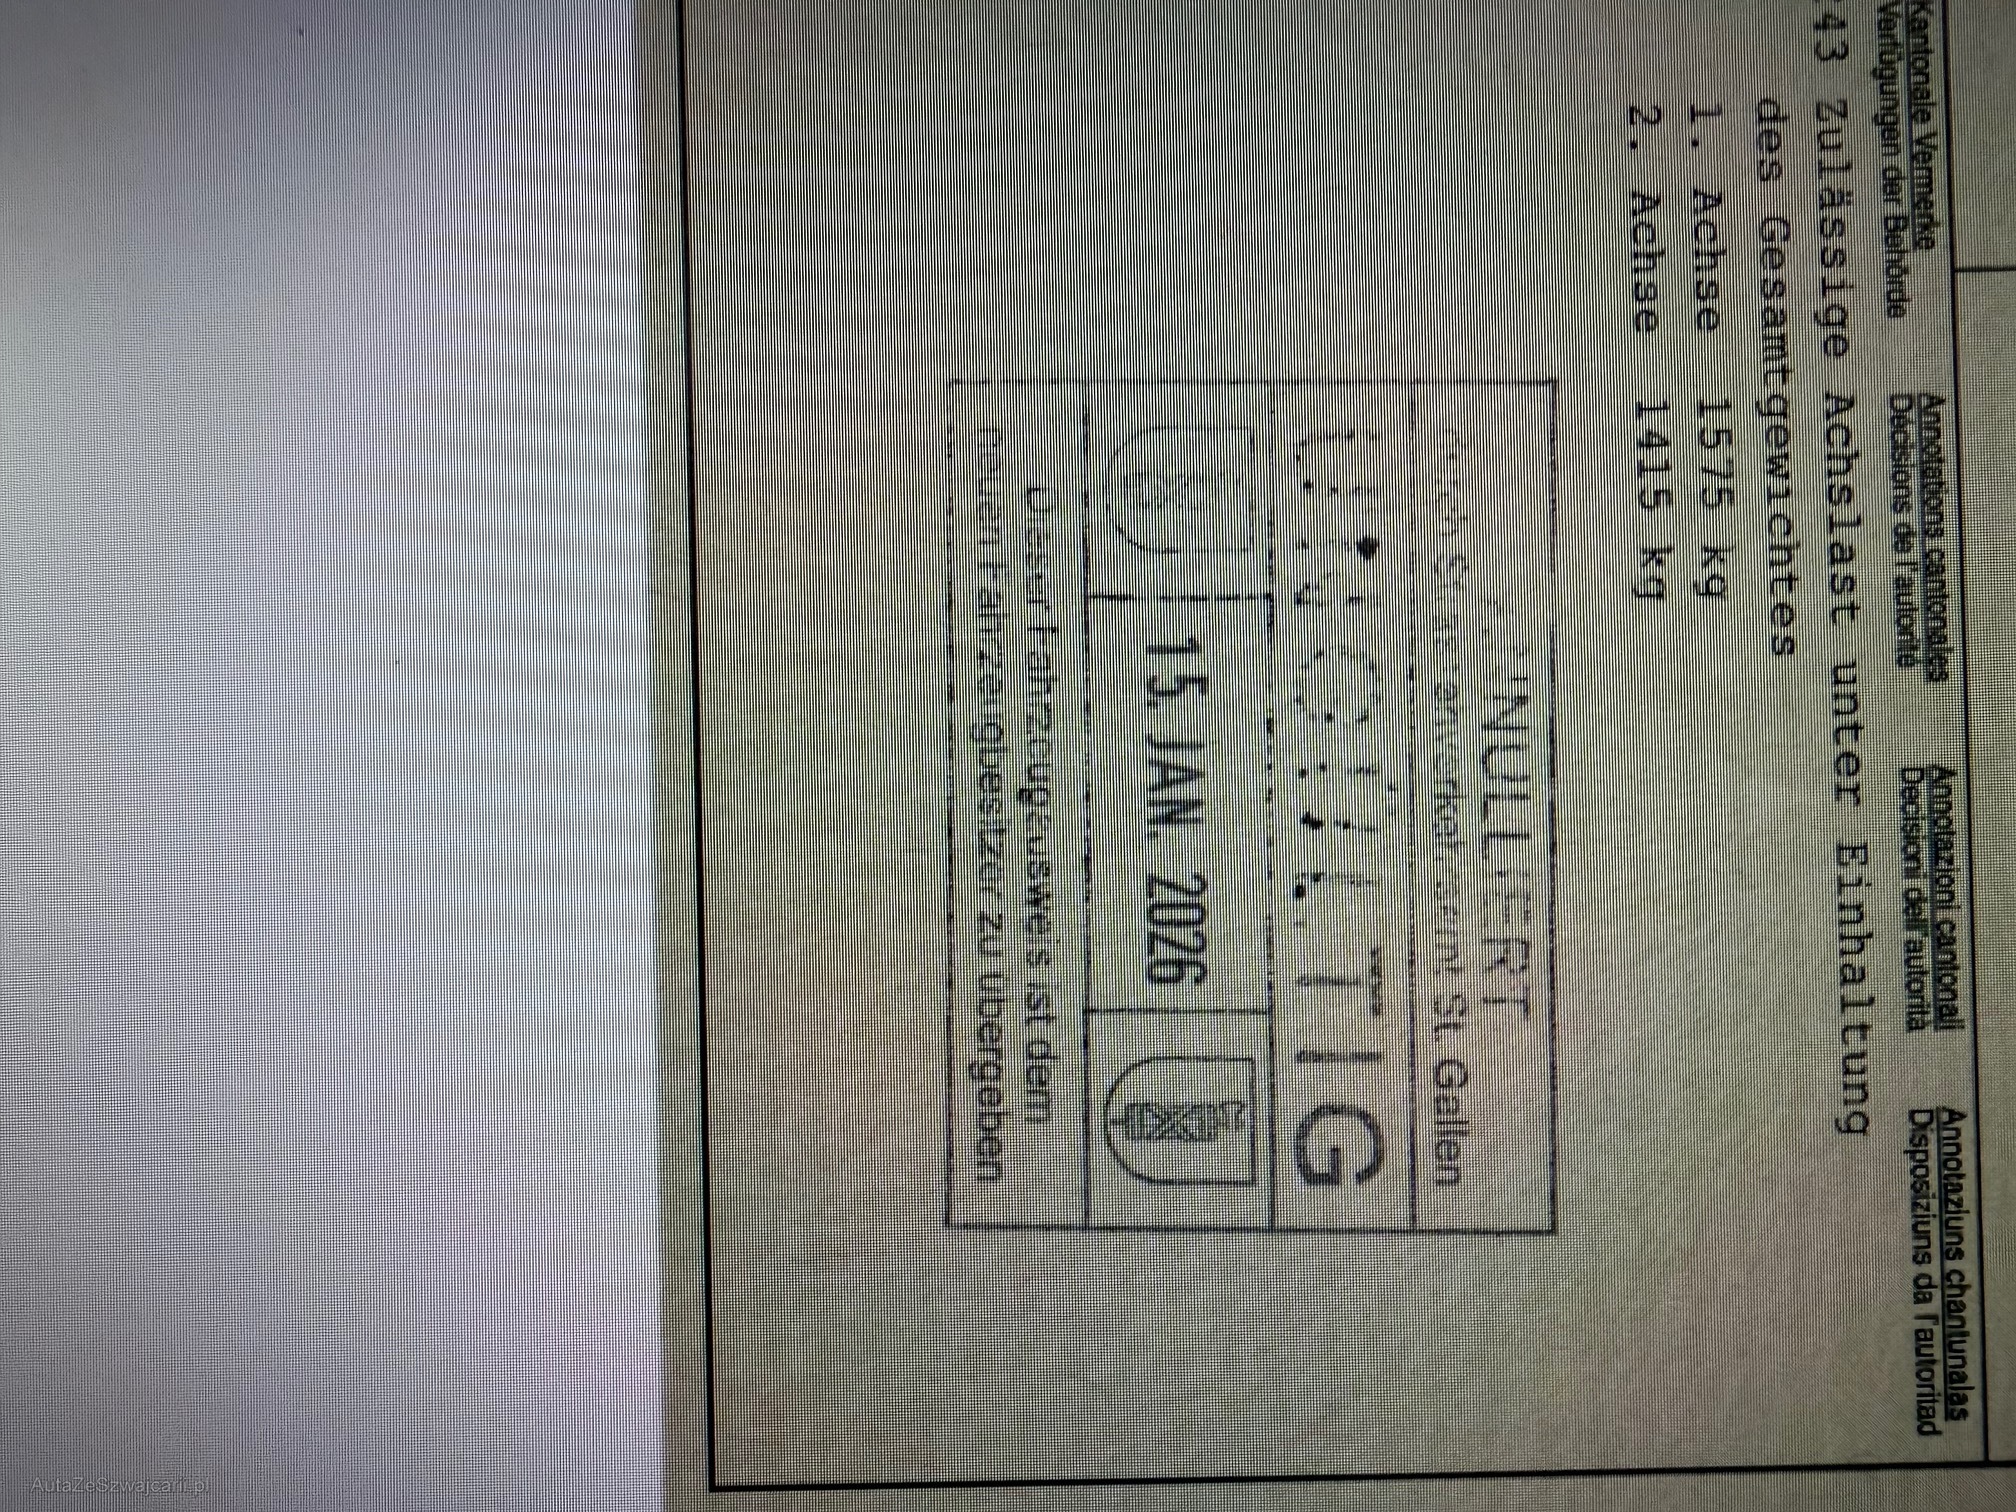 Kantonale Vermerke Annotations cantonales Annotazioni cantonali Annotaziuns chantunalas
Verfügungen der Behörde Décisions de l'autorité Decisioni dell'autorità Disposiziuns da l'autoritad
43 Zulässige Achslast unter Einhaltung
des Gesamtgewichtes
1. Achse 1575 kg
2. Achse 1415 kg
NULLIERT
St. Gallen
TIG
15. JAN. 2026
Dieser Fahrzeugausweis ist dem
neuen Fahrzeugbesitzer zu übergeben
AutaZeSzwajcarii.pl